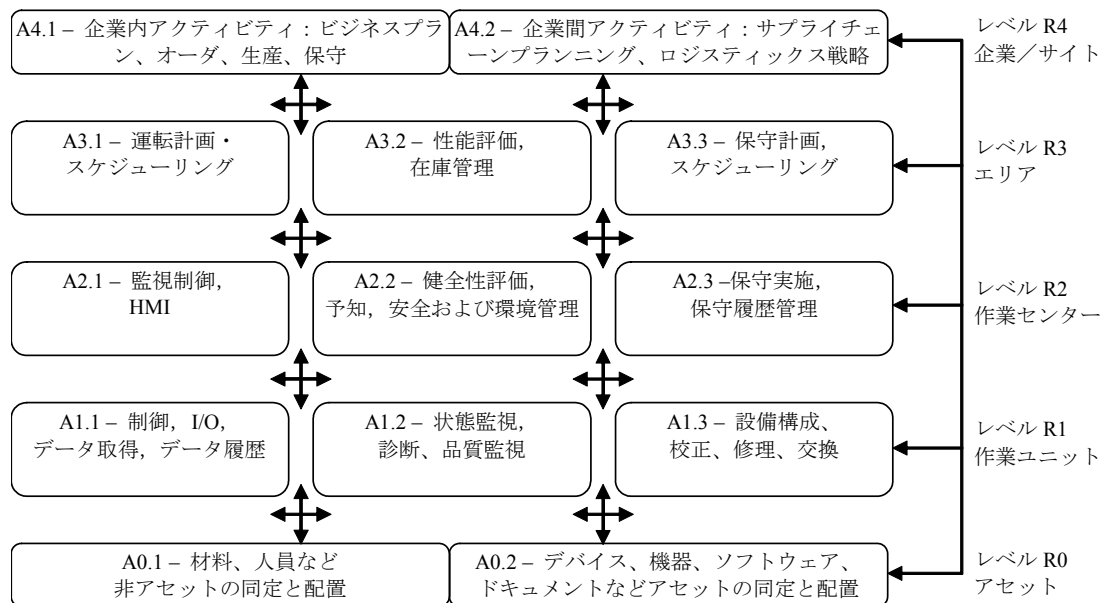 A4.1 – 企業内アクティビティ：ビジネスプラ
ン、オーダ、生産、保守
A4.2 – 企業間アクティビティ：サプライチェ
ーンプランニング、ロジスティックス戦略
レベル R4
企業／サイト
A3.1 – 運転計画・
スケジューリング
A3.2 – 性能評価,
在庫管理
A3.3 – 保守計画,
スケジューリング
レベル R3
エリア
A2.1 – 監視制御,
HMI
A2.2 – 健全性評価,
予知，安全および環境管理
A2.3 –保守実施,
保守履歴管理
レベル R2
作業センター
A1.1 – 制御, I/O,
データ取得，データ履歴
A1.2 – 状態監視,
診断、品質監視
A1.3 – 設備構成、
校正、修理、交換
レベル R1
作業ユニット
A0.1 – 材料、人員など
非アセットの同定と配置
A0.2 – デバイス、機器、ソフトウェア、
ドキュメントなどアセットの同定と配置
レベル R0
アセット